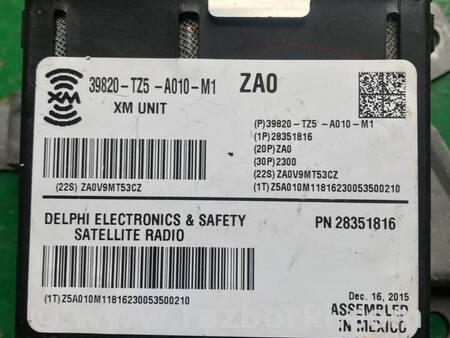 XM
39820-TZ5-A010-M1 ZA0
XM UNIT
(P)39820-TZ5-A010-M1
(1P)28351816
(20P)ZA0
(30P)2300
(22S)ZA0V9MT53CZ
(1T)Z5A010M11816230053500210
(22S) ZA0V9MT53CZ
DELPHI ELECTRONICS & SAFETY
SATELLITE RADIO
PN 28351816
(1T)Z5A010M11816230053500210
Dec. 16, 2015
ASSEMBLED
IN MEXICO